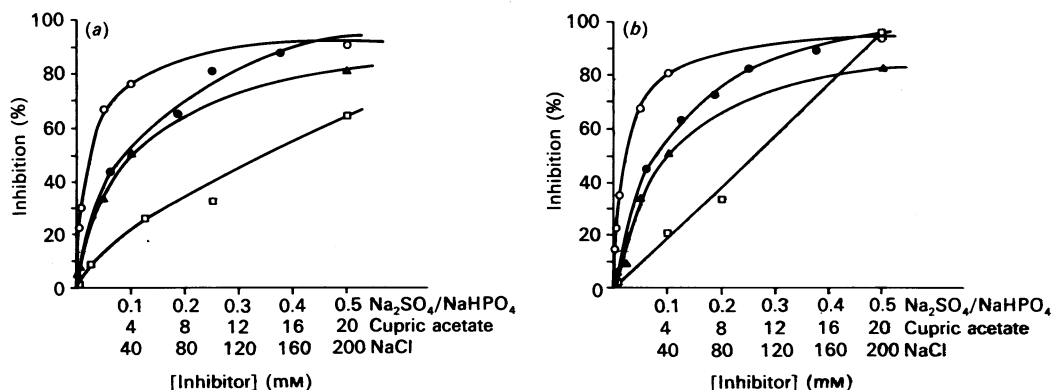 (a)
Inhibition (%)
100
80
60
40
20
0
0.1 0.2 0.3 0.4 0.5 Na₂SO₄/NaHPO₄
4 8 12 16 20 Cupric acetate
40 80 120 160 200 NaCl
[Inhibitor] (mM)
(b)
Inhibition (%)
100
80
60
40
20
0
0.1 0.2 0.3 0.4 0.5 Na₂SO₄/NaHPO₄
4 8 12 16 20 Cupric acetate
40 80 120 160 200 NaCl
[Inhibitor] (mM)